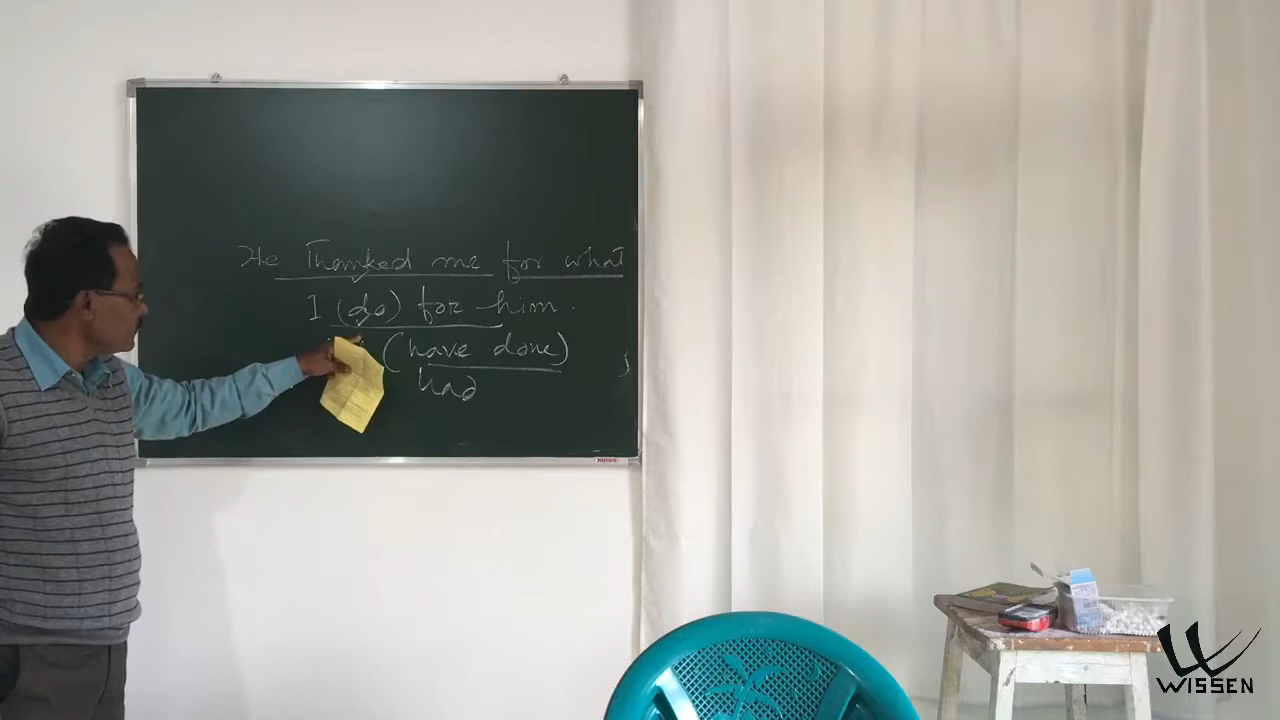 He Thanked me for what
I (do) for him.
(have done)
had
WISSEN